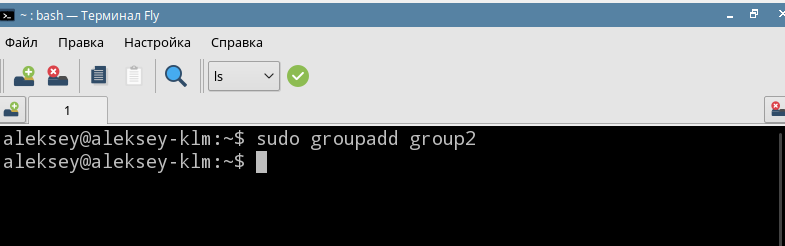 ~ : bash — Терминал Fly
Файл Правка Настройка Справка
ls
1
aleksey@aleksey-klm:~$ sudo groupadd group2
aleksey@aleksey-klm:~$